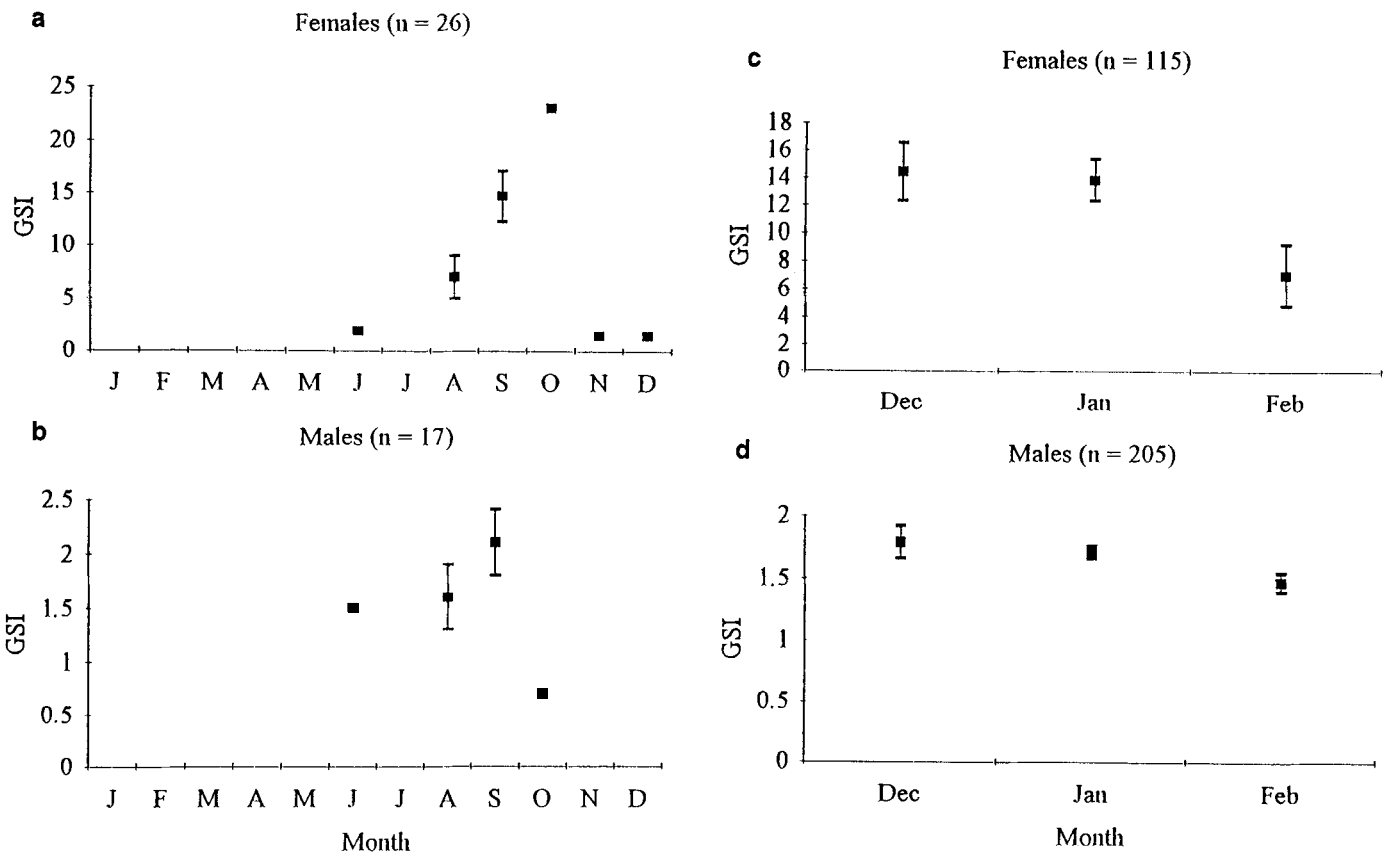 a
Females (n = 26)
GSI
25
20
15
10
5
0
J F M A M J J A S O N D
b
Males (n = 17)
GSI
2.5
2
1.5
1
0.5
0
J F M A M J J A S O N D
Month
c
Females (n = 115)
GSI
18
16
14
12
10
8
6
4
2
0
Dec Jan Feb
d
Males (n = 205)
GSI
2
1.5
1
0.5
0
Dec Jan Feb
Month